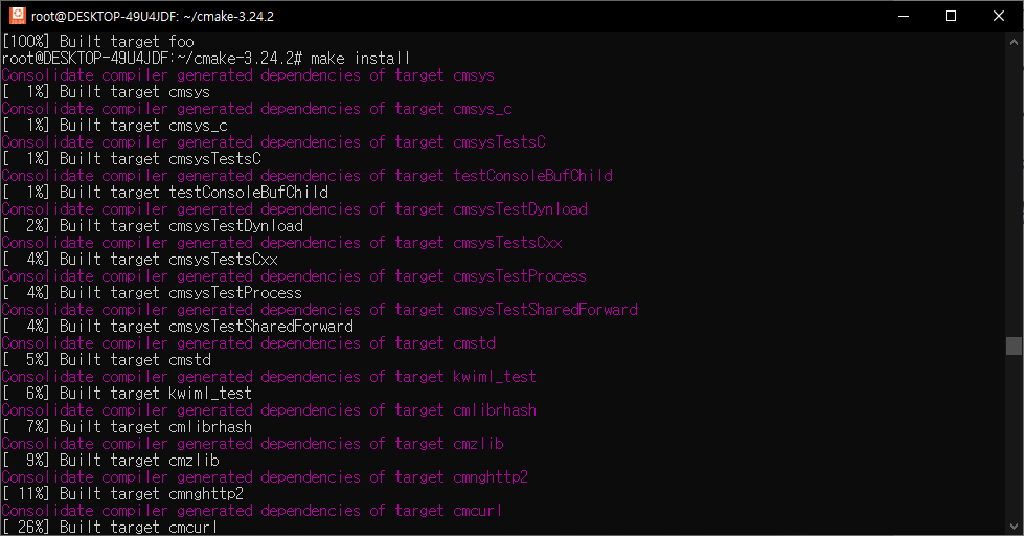 root@DESKTOP-49U4JDF: ~/cmake-3.24.2
[100%] Built target foo
root@DESKTOP-49U4JDF:~/cmake-3.24.2# make install
Consolidate compiler generated dependencies of target cmsys
[  1%] Built target cmsys
Consolidate compiler generated dependencies of target cmsys_c
[  1%] Built target cmsys_c
Consolidate compiler generated dependencies of target cmsysTestsC
[  1%] Built target cmsysTestsC
Consolidate compiler generated dependencies of target testConsoleBufChild
[  1%] Built target testConsoleBufChild
Consolidate compiler generated dependencies of target cmsysTestDynload
[  2%] Built target cmsysTestDynload
Consolidate compiler generated dependencies of target cmsysTestsCxx
[  4%] Built target cmsysTestsCxx
Consolidate compiler generated dependencies of target cmsysTestProcess
[  4%] Built target cmsysTestProcess
Consolidate compiler generated dependencies of target cmsysTestSharedForward
[  4%] Built target cmsysTestSharedForward
Consolidate compiler generated dependencies of target cmstd
[  5%] Built target cmstd
Consolidate compiler generated dependencies of target kwiml_test
[  6%] Built target kwiml_test
Consolidate compiler generated dependencies of target cmlibrhash
[  7%] Built target cmlibrhash
Consolidate compiler generated dependencies of target cmzlib
[  9%] Built target cmzlib
Consolidate compiler generated dependencies of target cmnghttp2
[ 11%] Built target cmnghttp2
Consolidate compiler generated dependencies of target cmcurl
[ 26%] Built target cmcurl